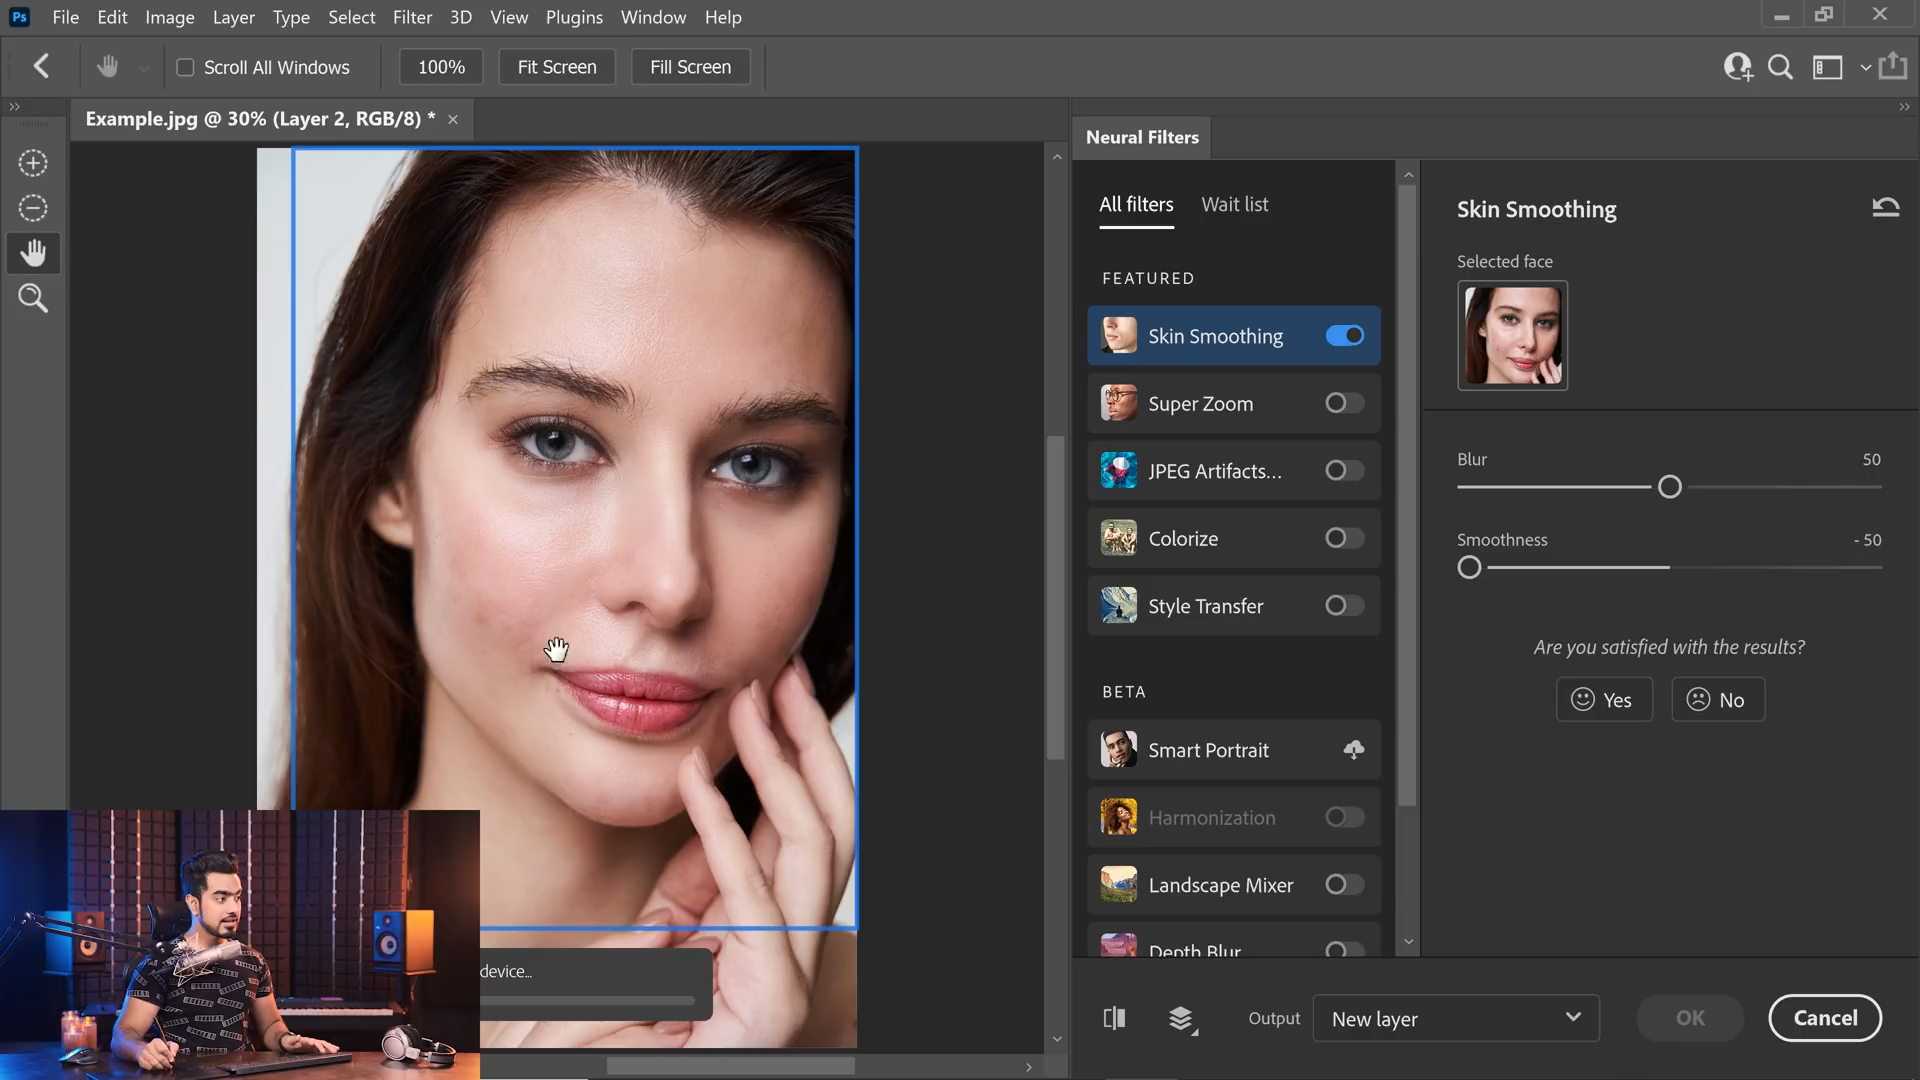 Ps File Edit Image Layer Type Select Filter 3D View Plugins Window Help
Scroll All Windows 100% Fit Screen Fill Screen
Example.jpg @ 30% (Layer 2, RGB/8) *
Neural Filters
All filters Wait list
FEATURED
Skin Smoothing
Super Zoom
JPEG Artifacts...
Colorize
Style Transfer
BETA
Smart Portrait
Harmonization
Landscape Mixer
Depth Blur
Skin Smoothing
Selected face
Blur 50
Smoothness - 50
Are you satisfied with the results?
Yes No
device...
Output New layer OK Cancel